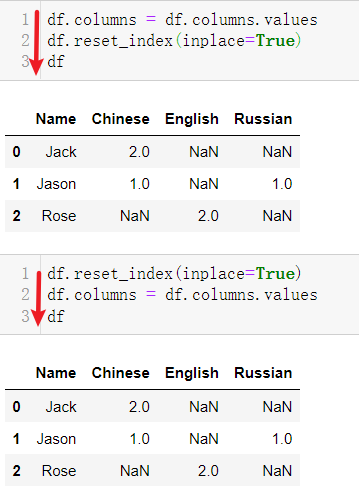 1 df.columns = df.columns.values
2 df.reset_index(inplace=True)
3 df
Name Chinese English Russian
0 Jack 2.0 NaN NaN
1 Jason 1.0 NaN 1.0
2 Rose NaN 2.0 NaN
1 df.reset_index(inplace=True)
2 df.columns = df.columns.values
3 df
Name Chinese English Russian
0 Jack 2.0 NaN NaN
1 Jason 1.0 NaN 1.0
2 Rose NaN 2.0 NaN